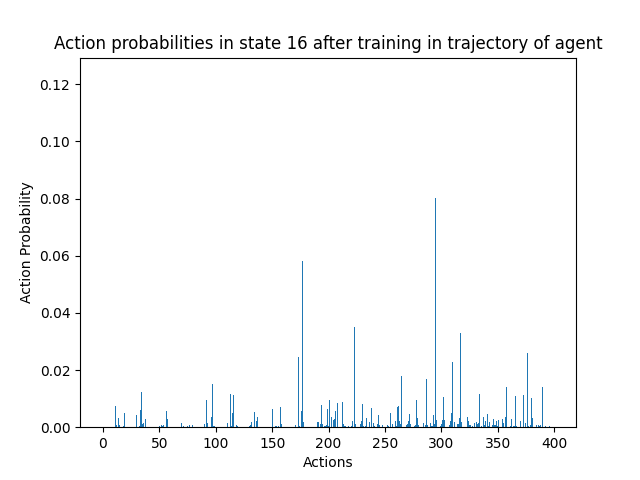 Action probabilities in state 16 after training in trajectory of agent
0.12
0.10
0.08
0.06
0.04
0.02
0.00
Action Probability
0 50 100 150 200 250 300 350 400
Actions